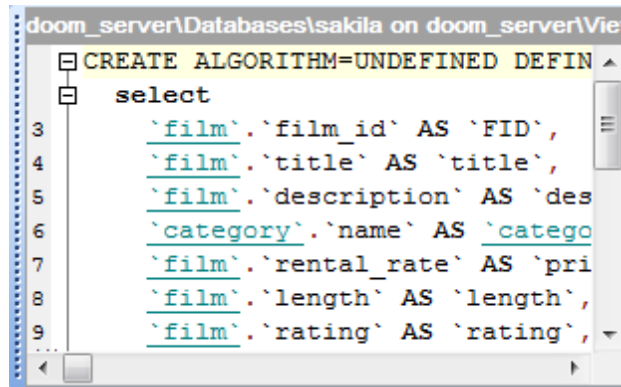 doom_server\Databases\sakila on doom_server\Vie
CREATE ALGORITHM=UNDEFINED DEFIN
select
3 `film`.`film_id` AS `FID`,
4 `film`.`title` AS `title`,
5 `film`.`description` AS `des
6 `category`.`name` AS `catego
7 `film`.`rental_rate` AS `pri
8 `film`.`length` AS `length`,
9 `film`.`rating` AS `rating`,